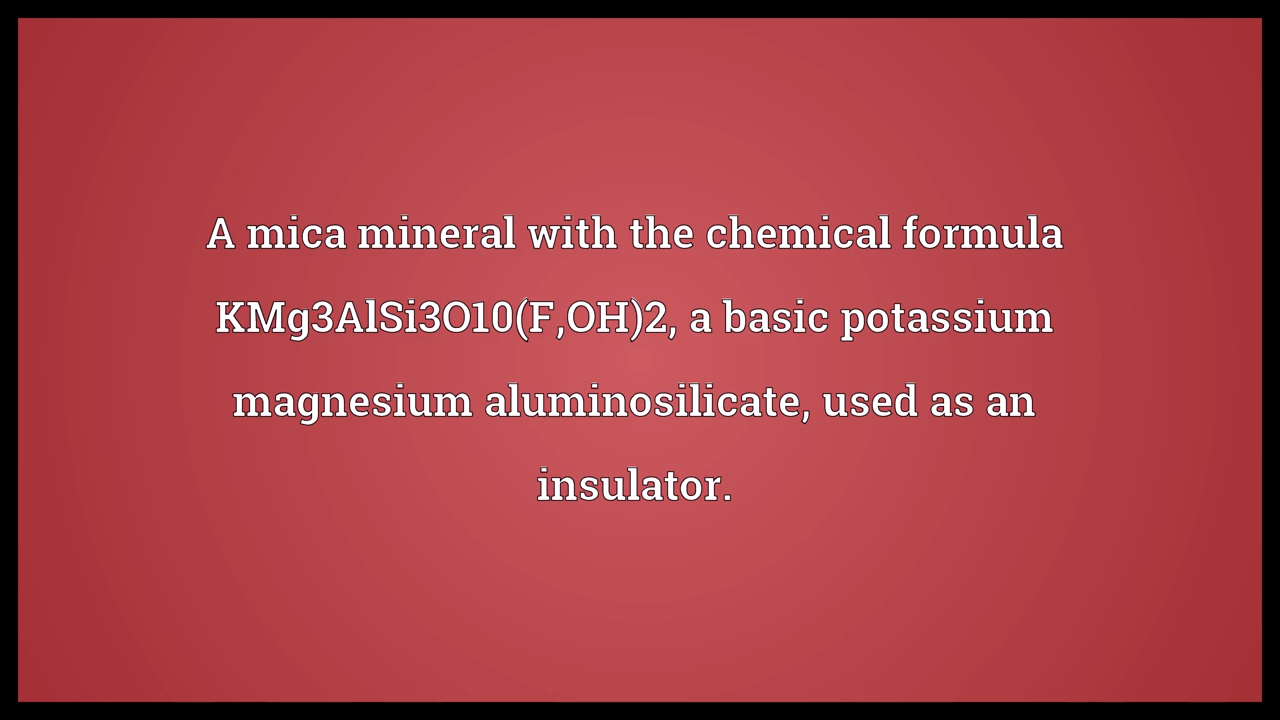 A mica mineral with the chemical formula
KMg3AlSi3O10(F,OH)2, a basic potassium
magnesium aluminosilicate, used as an
insulator.